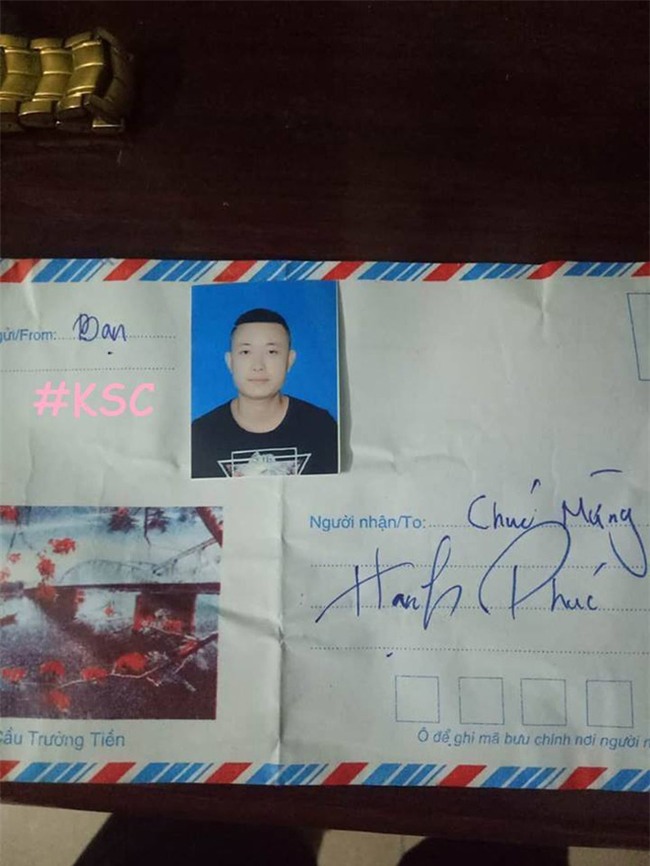 gửi/From: Bạn
#KSC
Người nhận/To: Chúc Mừng
Hạnh Phúc
Cầu Trường Tiền
Ô để ghi mã bưu chính nơi người n